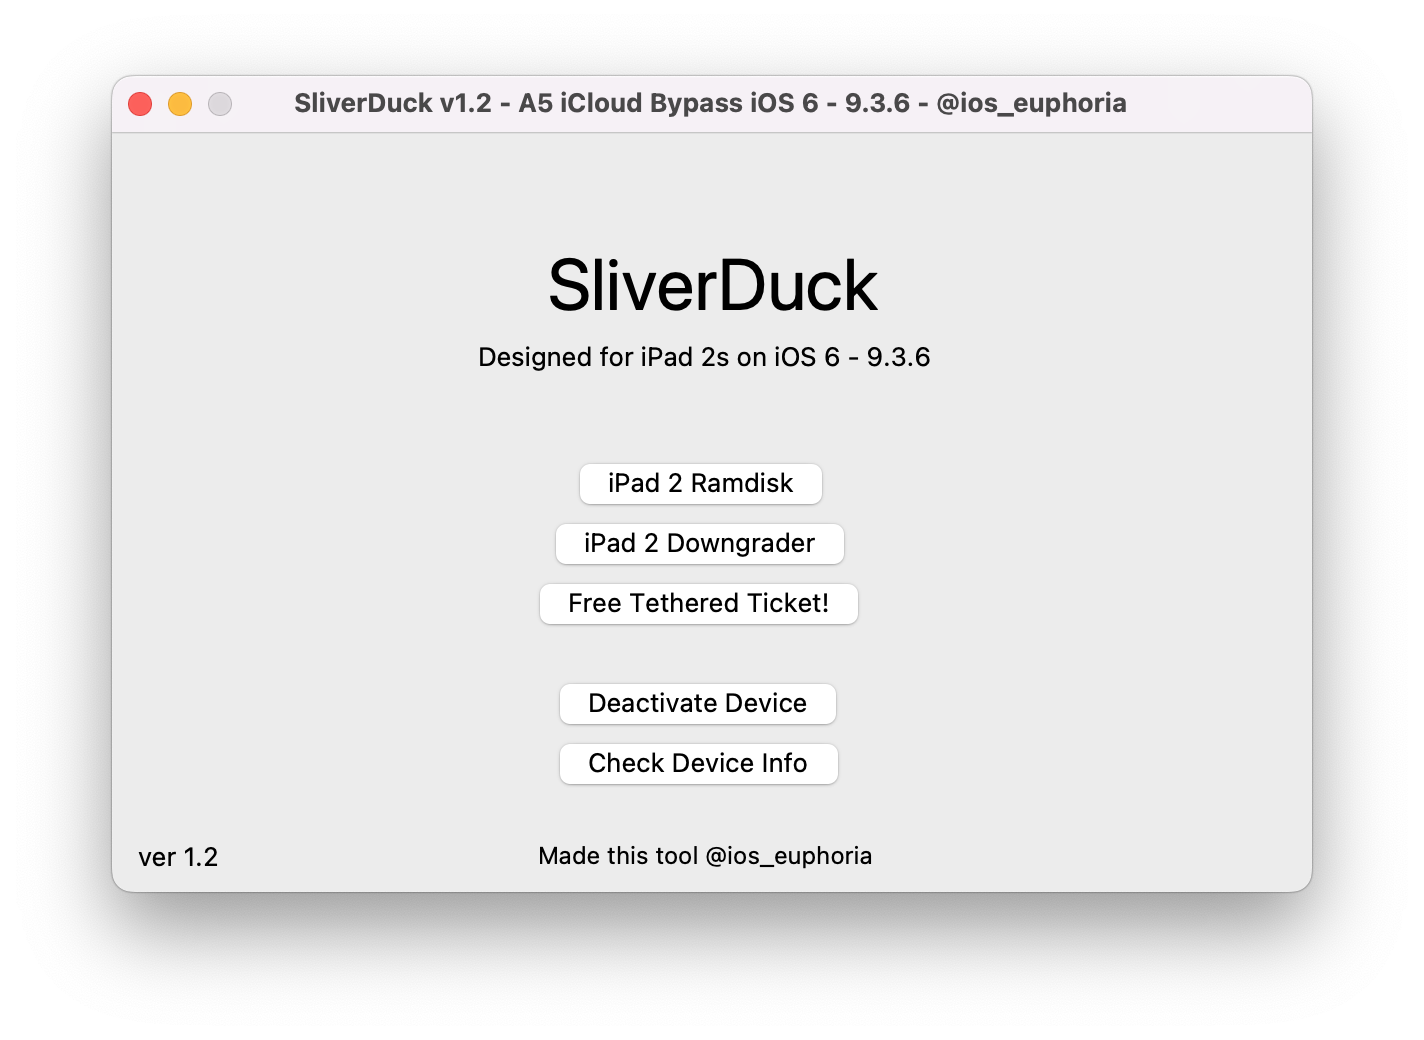 SliverDuck v1.2 - A5 iCloud Bypass iOS 6 - 9.3.6 - @ios_euphoria
SliverDuck
Designed for iPad 2s on iOS 6 - 9.3.6
iPad 2 Ramdisk
iPad 2 Downgrader
Free Tethered Ticket!
Deactivate Device
Check Device Info
ver 1.2
Made this tool @ios_euphoria